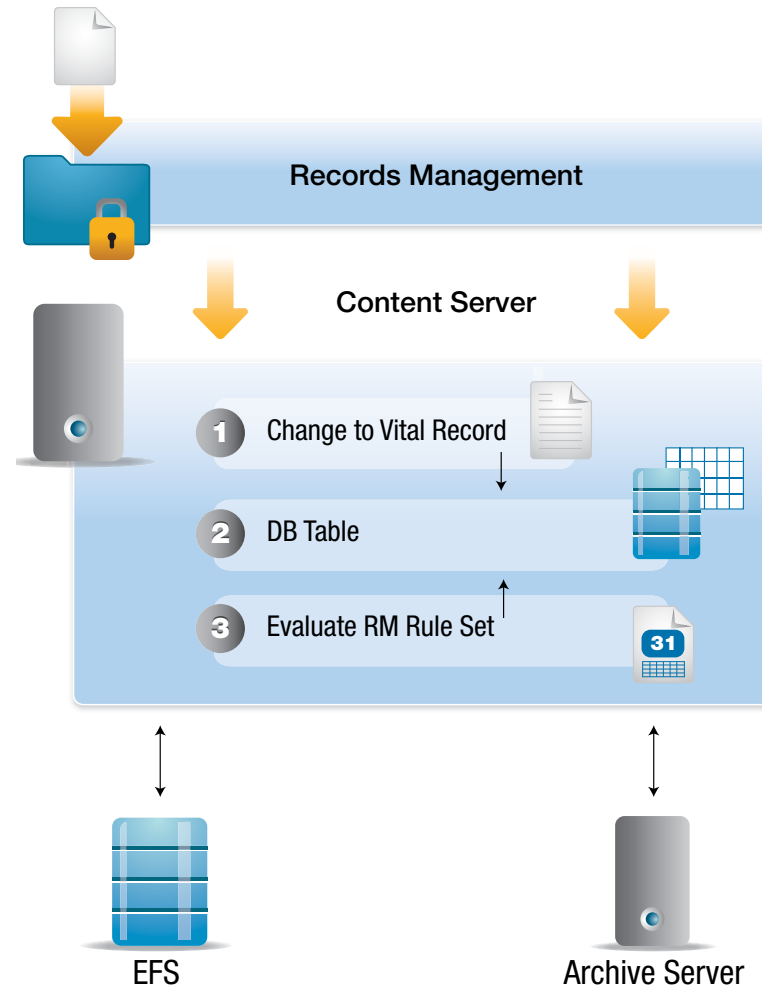 Records Management
Content Server
1 Change to Vital Record
2 DB Table
3 Evaluate RM Rule Set
31
EFS
Archive Server